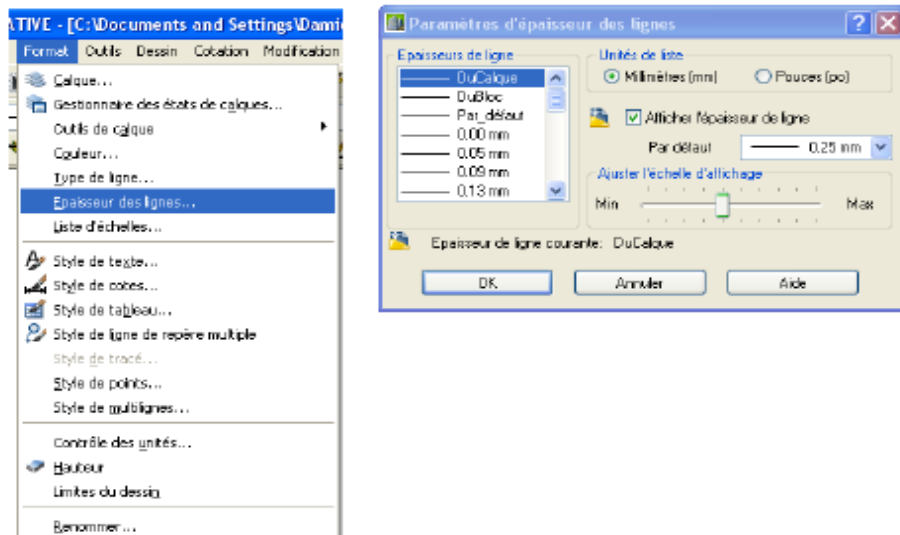 ATIVE - [C:\Documents and Settings\Dami
Format Outils Dessin Cotation Modification
Calque...
Gestionnaire des états de calques...
Outils de calque
Couleur...
Type de ligne...
Epaisseur des lignes...
Liste d'échelles...
Style de texte...
Style de cotes...
Style de tableau...
Style de ligne de repère multiple
Style de tracé...
Style de points...
Style de multilignes...
Contrôle des unités...
Hauteur
Limites du dessin
Renommer...
Paramètres d'épaisseur des lignes
Epaisseurs de ligne
DuCalque
DuBloc
Par_défaut
0.00 mm
0.05 mm
0.09 mm
0.13 mm
Unités de liste
Millimètres (mm) Pouces (po)
Afficher l'épaisseur de ligne
Par défaut 0.25 mm
Ajuster l'échelle d'affichage
Min Max
Epaisseur de ligne courante: DuCalque
OK Annuler Aide